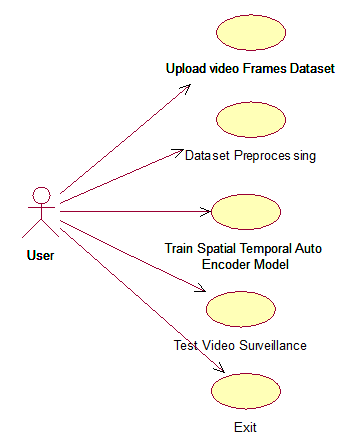 Upload video Frames Dataset
Dataset Preproces sing
Train Spatial Temporal Auto
Encoder Model
User
Test Video Surveillance
Exit